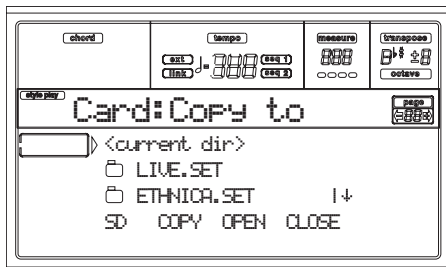 chord tempo measure transpose
ext seq 1
link seq 2
octave
style play
Card:Copy to
page
<current dir>
LIVE.SET
ETHNICA.SET
SD COPY OPEN CLOSE